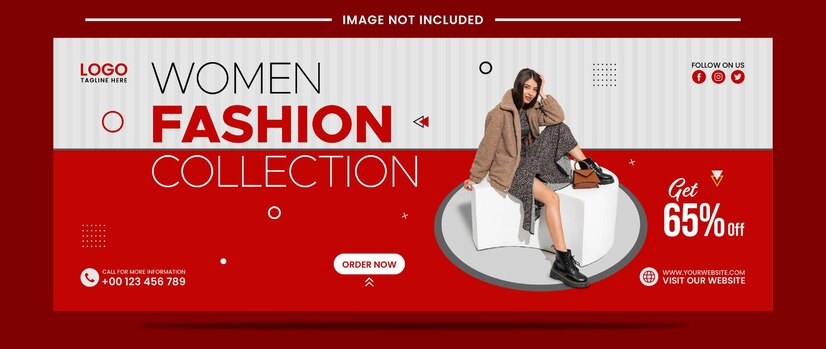 IMAGE NOT INCLUDED
LOGO
TAGLINE HERE
WOMEN
FASHION
COLLECTION
FOLLOW ON US
Get
65% Off
ORDER NOW
CALL FOR MORE INFORMATION
+00 123 456 789
WWW.YOURWEBSITE.COM
VISIT OUR WEBSITE